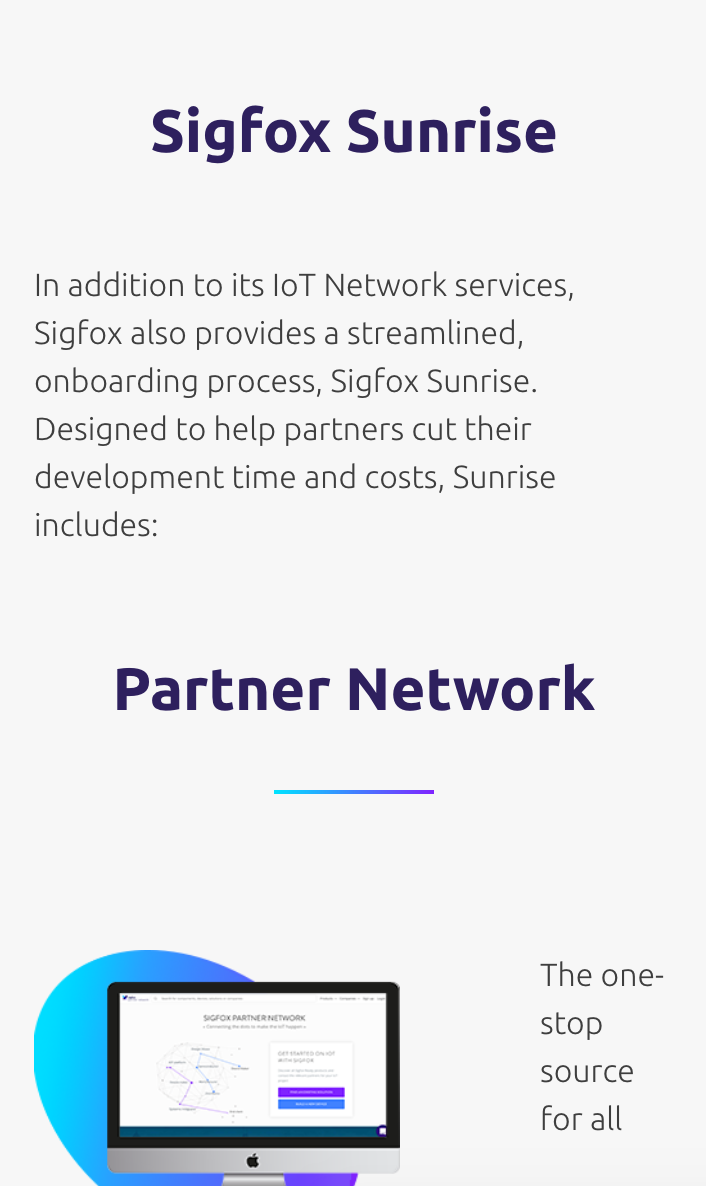 Sigfox Sunrise
In addition to its IoT Network services,
Sigfox also provides a streamlined,
onboarding process, Sigfox Sunrise.
Designed to help partners cut their
development time and costs, Sunrise
includes:
Partner Network
SIGFOX PARTNER NETWORK
• Connecting the dots to make the IoT happen •
GET STARTED ON IOT
WITH SIGFOX
The one-
stop
source
for all